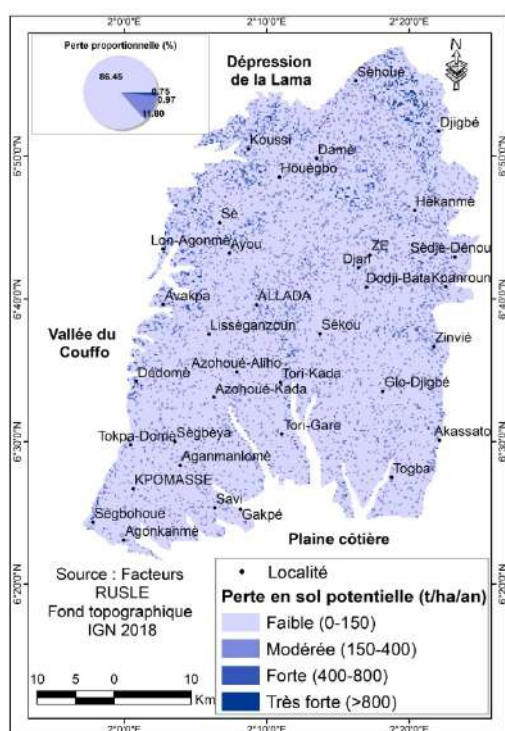 2°0'0"E 2°10'0"E 2°20'0"E
Perte proportionnelle (%)
86.45
0.75
0.97
11.80
Dépression
de la Lama
N
Sèhouè
Djigbé
Koussi
Damè
6°50'0"N 6°50'0"N
Houègbo
Hèkanmè
Sè
Lon-Agonmè
Ayou
ZE
Sèdjè-Dénou
Djari
Dodji-Bata
Kpanroun
6°40'0"N 6°40'0"N
Avakpa
ALLADA
Vallée du
Couffo
Lissèganzoun
Sékou
Zinvié
Azohoué-Aliho
Dédomè
Tori-Kada
Glo-Djigbé
Azohoué-Kada
Tori-Gare
Akassato
6°30'0"N 6°30'0"N
Tokpa-Domè
Sègbèya
Aganmanlomè
Togba
KPOMASSE
Savi
Sègbohouè
Gakpé
Agonkanmè
Plaine côtière
6°20'0"N 6°20'0"N
Source : Facteurs
RUSLE
Fond topographique
IGN 2018
10 5 0 10
Km
Localité
Perte en sol potentielle (t/ha/an)
Faible (0-150)
Modérée (150-400)
Forte (400-800)
Très forte (>800)
2°0'0"E 2°10'0"E 2°20'0"E